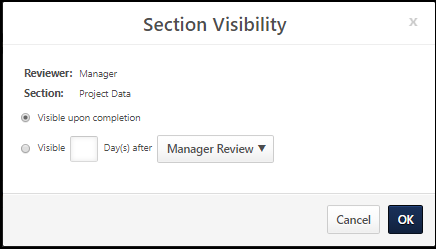 Section Visibility x
Reviewer: Manager
Section: Project Data
Visible upon completion
Visible Day(s) after Manager Review ▼
Cancel OK